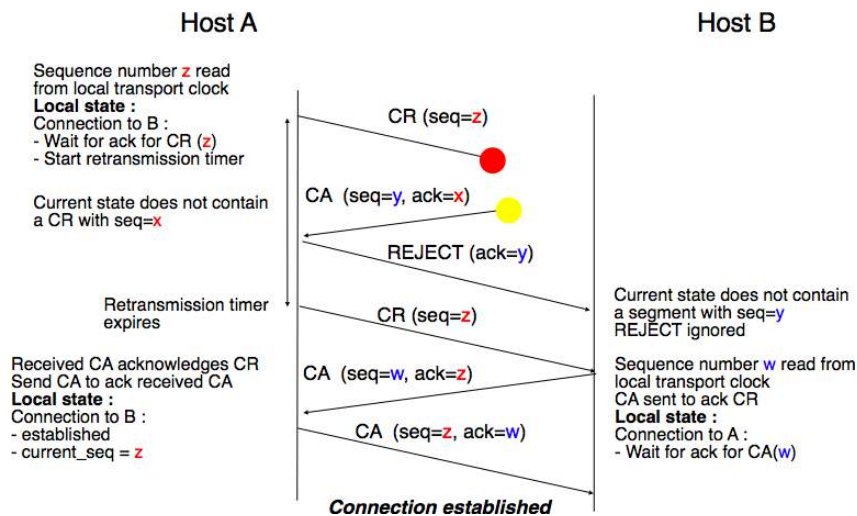 Host A
Host B
Sequence number z read
from local transport clock
Local state :
Connection to B :
- Wait for ack for CR (z)
- Start retransmission timer
CR (seq=z)
Current state does not contain
a CR with seq=x
CA (seq=y, ack=x)
REJECT (ack=y)
Current state does not contain
a segment with seq=y
REJECT ignored
Retransmission timer
expires
CR (seq=z)
Received CA acknowledges CR
Send CA to ack received CA
Local state :
Connection to B :
- established
- current_seq = z
CA (seq=w, ack=z)
Sequence number w read from
local transport clock
CA sent to ack CR
Local state :
Connection to A :
- Wait for ack for CA(w)
CA (seq=z, ack=w)
Connection established